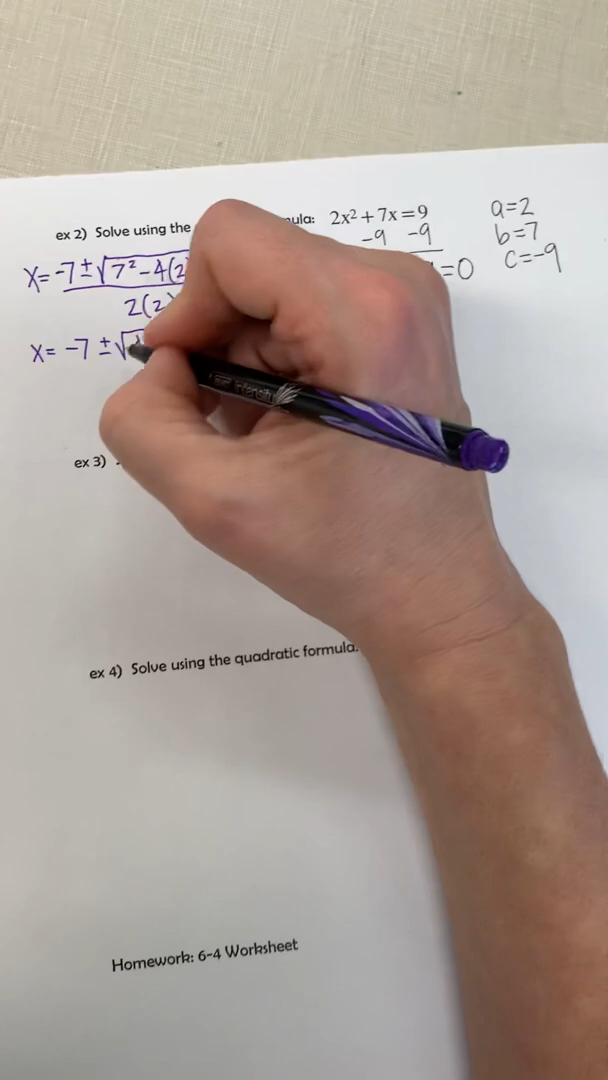 ex 2) Solve using the ula: 2x² + 7x = 9
-9 -9
=0
a=2
b=7
c=-9
x= -7 ± √7² - 4(2
2(2)
x= -7 ± √
ex 3)
ex 4) Solve using the quadratic formula.
Homework: 6-4 Worksheet
intensity